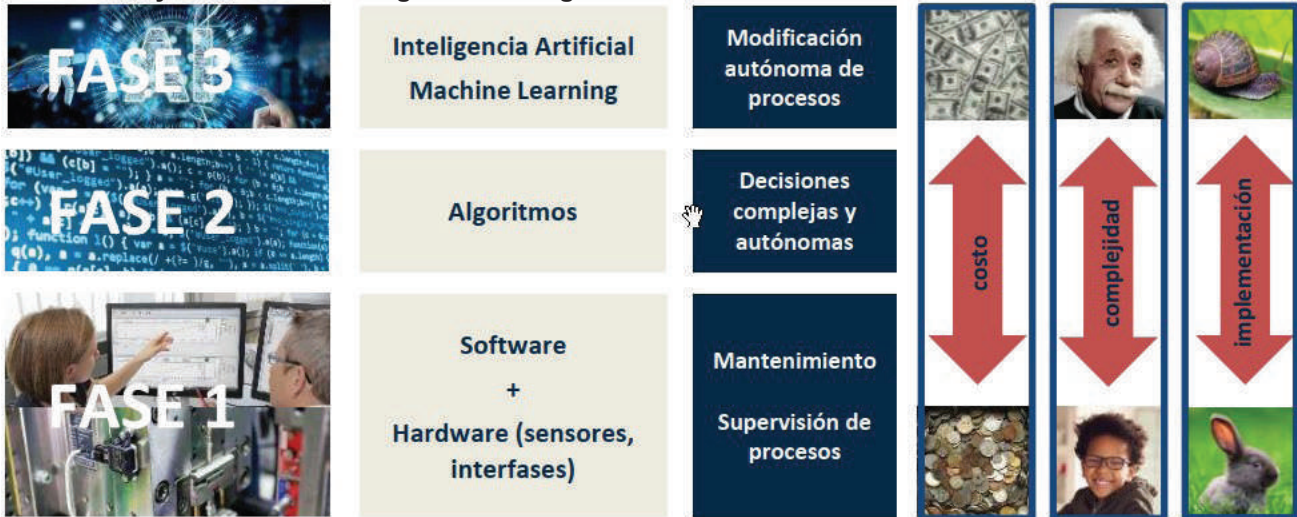 FASE 3
Inteligencia Artificial
Machine Learning
Modificación
autónoma de
procesos
FASE 2
Algoritmos
Decisiones
complejas y
autónomas
FASE 1
Software
+
Hardware (sensores,
interfases)
Mantenimiento
Supervisión de
procesos
costo
complejidad
implementación